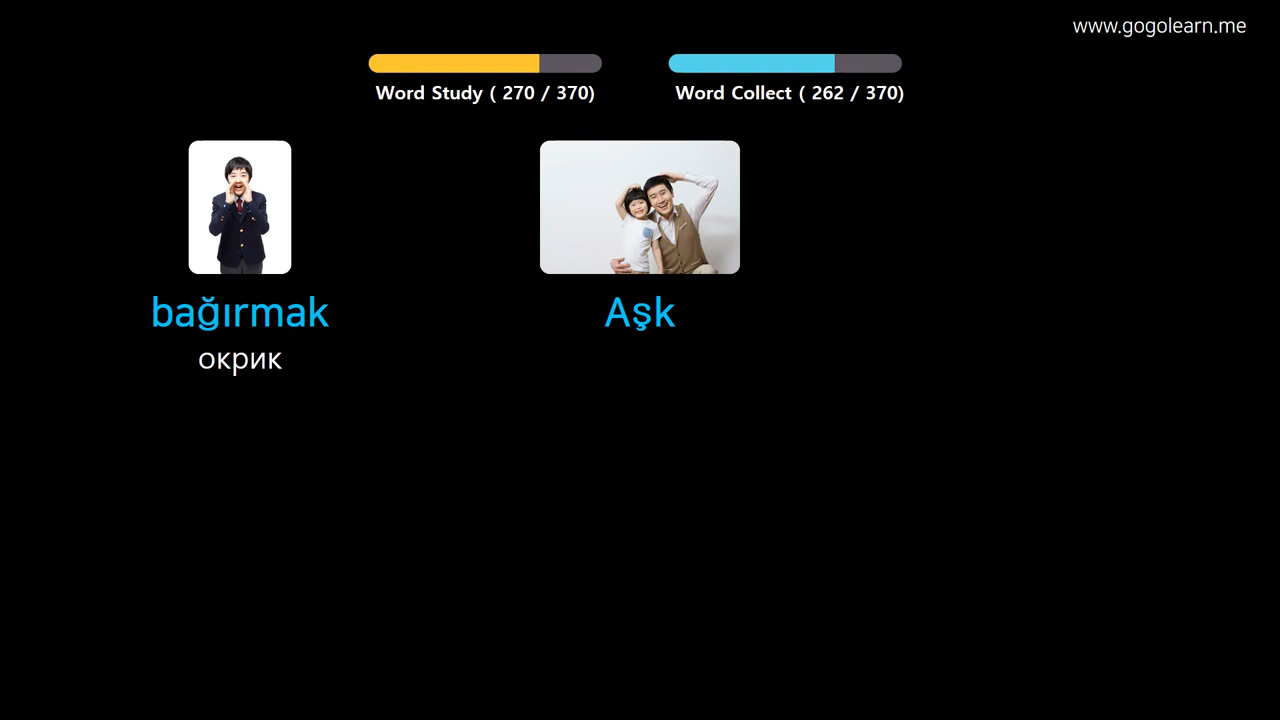 www.gogolearn.me
Word Study ( 270 / 370)
Word Collect ( 262 / 370)
bağırmak
Aşk
окрик